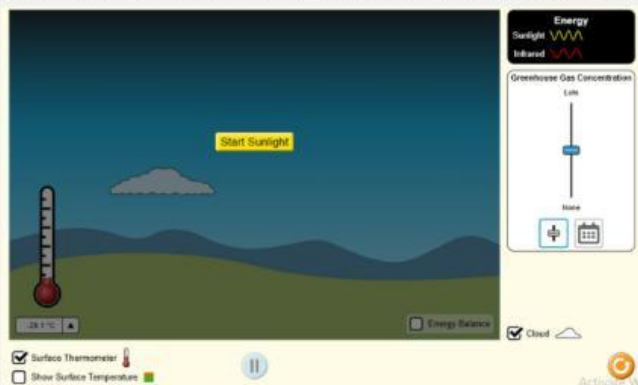 Energy
Sunlight
Infrared
Greenhouse Gas Concentration
Lots
None
Start Sunlight
Energy Balance
Cloud
Surface Thermometer
Show Surface Temperature